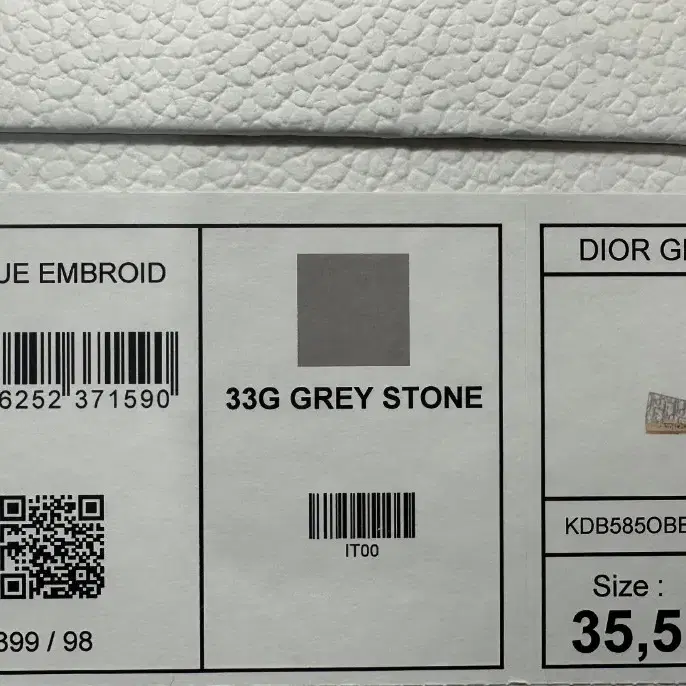 UE EMBROID
6252 371590
399 / 98
33G GREY STONE
IT00
DIOR G
KDB585OBE
Size :
35,5